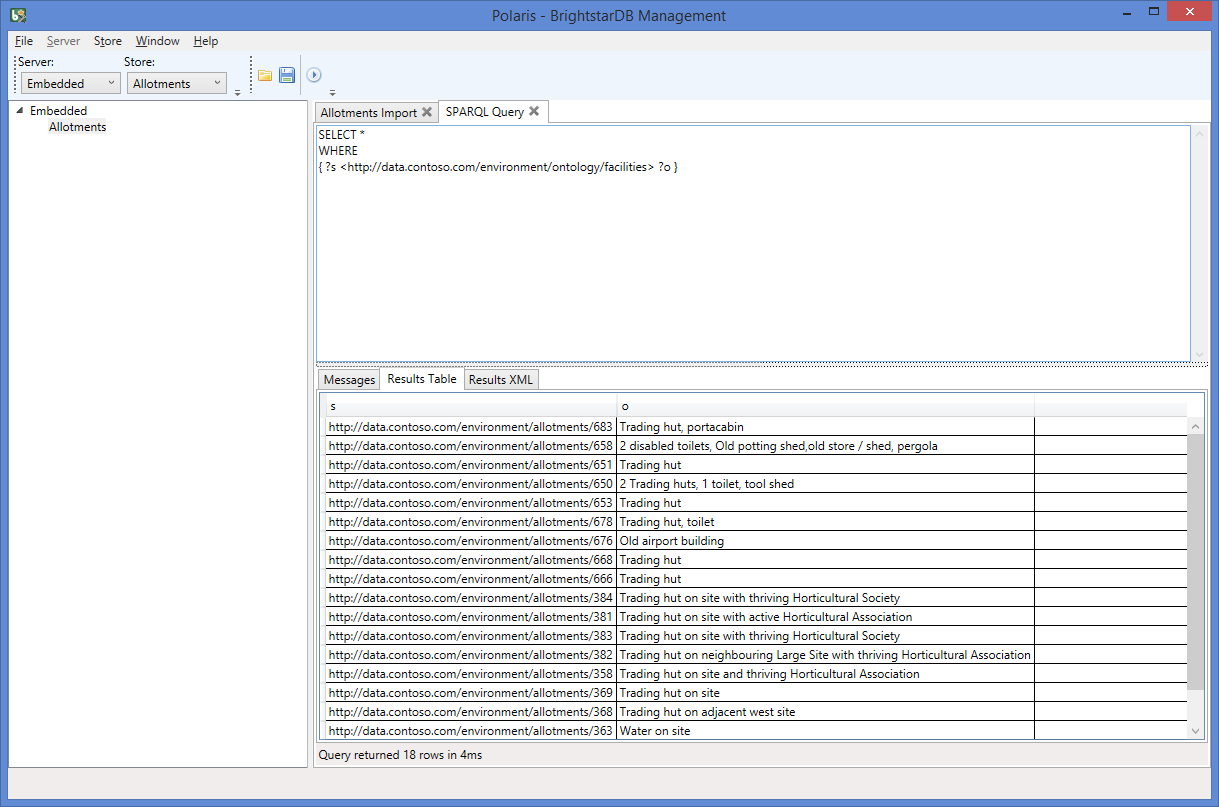 Polaris - BrightstarDB Management
File Server Store Window Help
Server: Store:
Embedded Allotments
Embedded
Allotments
Allotments Import SPARQL Query
SELECT *
WHERE
{ ?s <http://data.contoso.com/environment/ontology/facilities> ?o }
Messages Results Table Results XML
s o
http://data.contoso.com/environment/allotments/683 Trading hut, portacabin
http://data.contoso.com/environment/allotments/658 2 disabled toilets, Old potting shed,old store / shed, pergola
http://data.contoso.com/environment/allotments/651 Trading hut
http://data.contoso.com/environment/allotments/650 2 Trading huts, 1 toilet, tool shed
http://data.contoso.com/environment/allotments/653 Trading hut
http://data.contoso.com/environment/allotments/678 Trading hut, toilet
http://data.contoso.com/environment/allotments/676 Old airport building
http://data.contoso.com/environment/allotments/668 Trading hut
http://data.contoso.com/environment/allotments/666 Trading hut
http://data.contoso.com/environment/allotments/384 Trading hut on site with thriving Horticultural Society
http://data.contoso.com/environment/allotments/381 Trading hut on site with active Horticultural Association
http://data.contoso.com/environment/allotments/383 Trading hut on site with thriving Horticultural Society
http://data.contoso.com/environment/allotments/382 Trading hut on neighbouring Large Site with thriving Horticultural Association
http://data.contoso.com/environment/allotments/358 Trading hut on site and thriving Horticultural Association
http://data.contoso.com/environment/allotments/369 Trading hut on site
http://data.contoso.com/environment/allotments/368 Trading hut on adjacent west site
http://data.contoso.com/environment/allotments/363 Water on site
Query returned 18 rows in 4ms